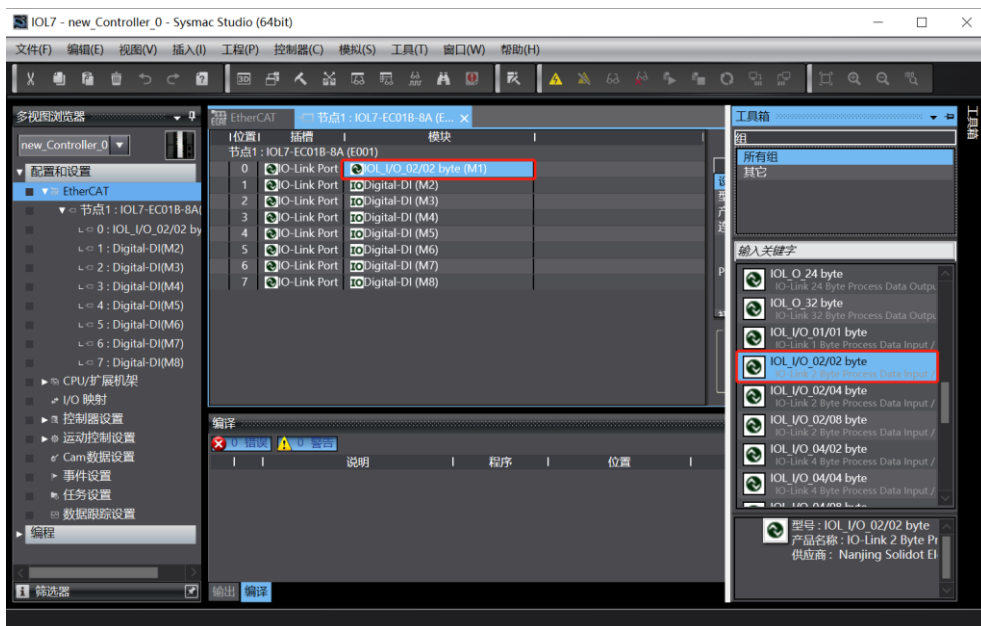 IOL7 - new_Controller_0 - Sysmac Studio (64bit)
文件(F) 编辑(E) 视图(V) 插入(I) 工程(P) 控制器(C) 模拟(S) 工具(T) 窗口(W) 帮助(H)
多视图浏览器
new_Controller_0
配置和设置
EtherCAT
节点1 : IOL7-EC01B-8A(
0 : IOL_I/O_02/02 by
1 : Digital-DI(M2)
2 : Digital-DI(M3)
3 : Digital-DI(M4)
4 : Digital-DI(M5)
5 : Digital-DI(M6)
6 : Digital-DI(M7)
7 : Digital-DI(M8)
CPU/扩展机架
I/O 映射
控制器设置
运动控制设置
Cam数据设置
事件设置
任务设置
数据跟踪设置
编程
筛选器
EtherCAT 节点1 : IOL7-EC01B-8A (E...
位置 插槽 模块
节点1 : IOL7-EC01B-8A (E001)
0 IO-Link Port IOL_I/O_02/02 byte (M1)
1 IO-Link Port Digital-DI (M2)
2 IO-Link Port Digital-DI (M3)
3 IO-Link Port Digital-DI (M4)
4 IO-Link Port Digital-DI (M5)
5 IO-Link Port Digital-DI (M6)
6 IO-Link Port Digital-DI (M7)
7 IO-Link Port Digital-DI (M8)
编译
0 错误 0 警告
说明 程序 位置
输出 编译
工具箱
组
所有组
其它
输入关键字
IOL_O_24 byte
IO-Link 24 Byte Process Data Outpu
IOL_O_32 byte
IO-Link 32 Byte Process Data Outpu
IOL_I/O_01/01 byte
IO-Link 1 Byte Process Data Input /
IOL_I/O_02/02 byte
IO-Link 2 Byte Process Data Input /
IOL_I/O_02/04 byte
IO-Link 2 Byte Process Data Input /
IOL_I/O_02/08 byte
IO-Link 2 Byte Process Data Input /
IOL_I/O_04/02 byte
IO-Link 4 Byte Process Data Input /
IOL_I/O_04/04 byte
IO-Link 4 Byte Process Data Input /
IOL_I/O_04/08 byte
型号 : IOL_I/O_02/02 byte
产品名称 : IO-Link 2 Byte Pr
供应商 : Nanjing Solidot El
工具箱